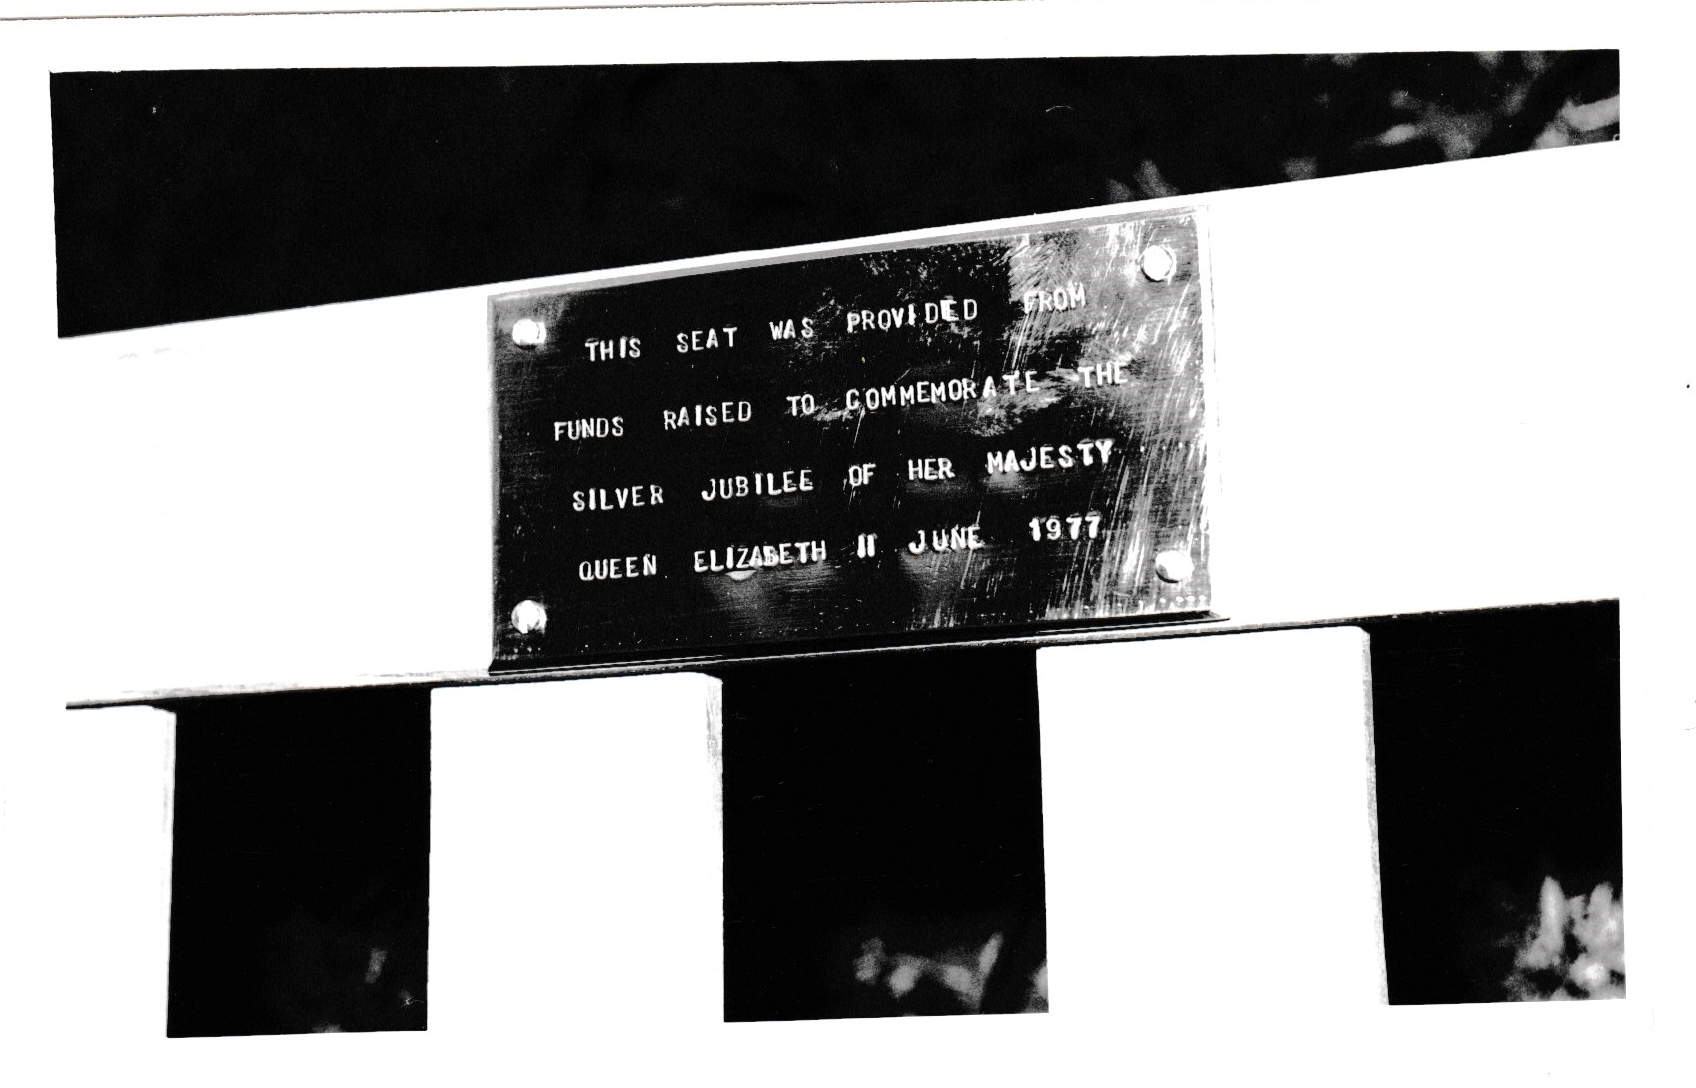 THIS SEAT WAS PROVIDED FROM
FUNDS RAISED TO COMMEMORATE THE
SILVER JUBILEE OF HER MAJESTY
QUEEN ELIZABETH II JUNE 1977